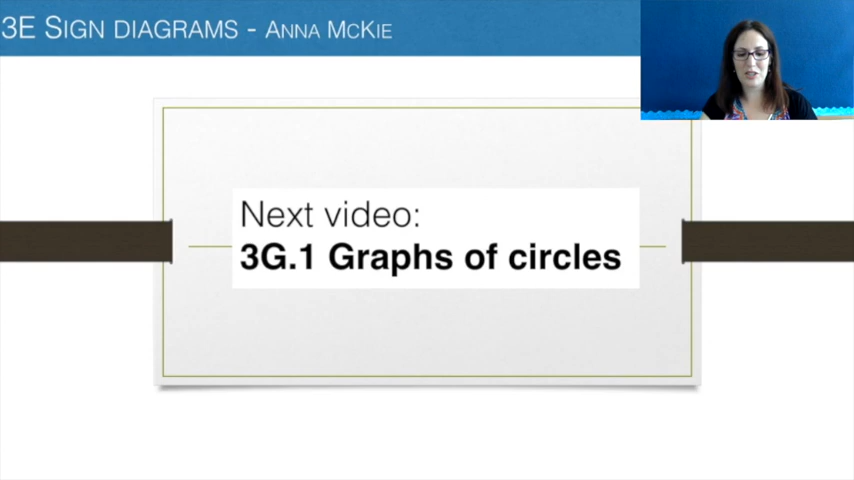 3E SIGN DIAGRAMS - ANNA MCKIE
Next video:
3G.1 Graphs of circles